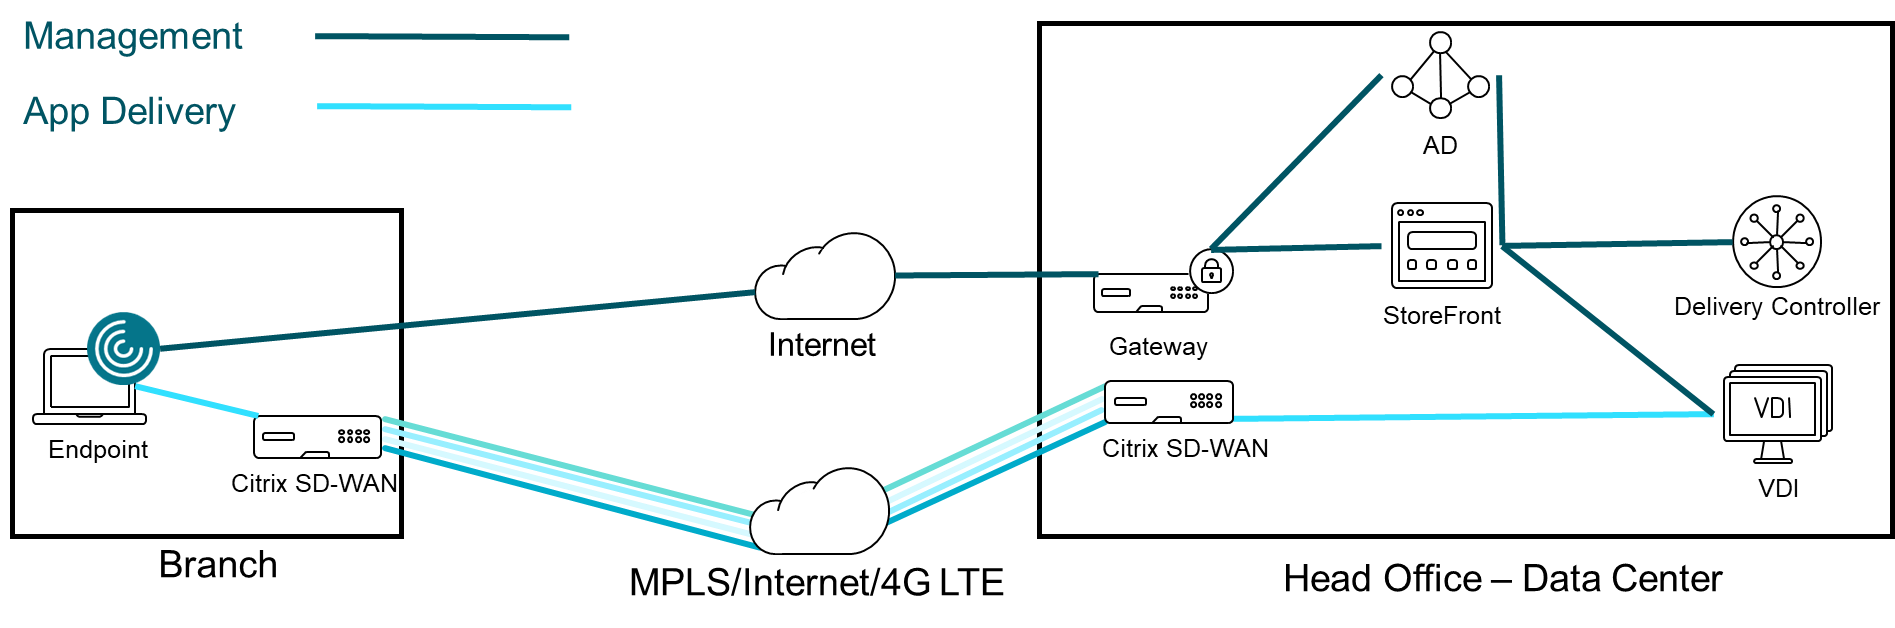 Management
App Delivery
AD
StoreFront
Delivery Controller
Internet
Gateway
VDI
Endpoint
Citrix SD-WAN
Citrix SD-WAN
VDI
Branch
MPLS/Internet/4G LTE
Head Office – Data Center